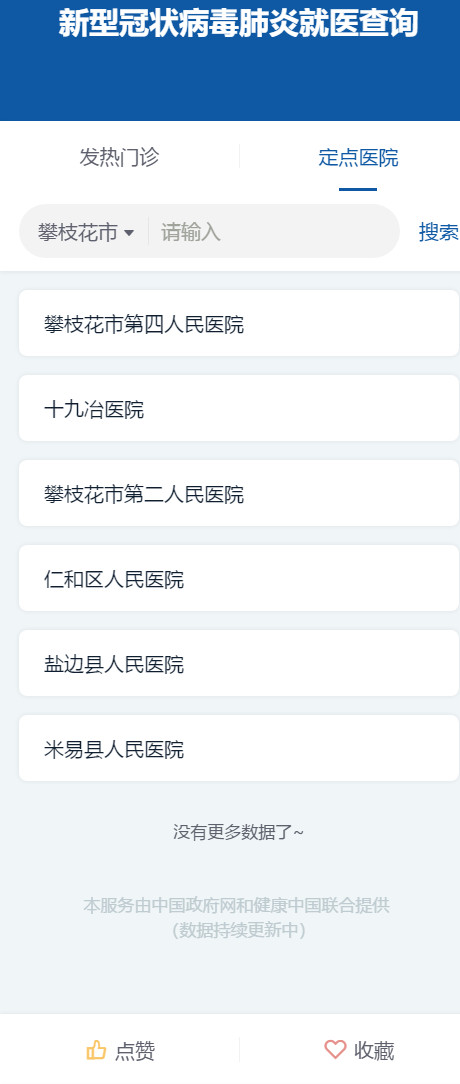 新型冠状病毒肺炎就医查询
发热门诊
定点医院
攀枝花市
请输入
搜索
攀枝花市第四人民医院
十九冶医院
攀枝花市第二人民医院
仁和区人民医院
盐边县人民医院
米易县人民医院
没有更多数据了~
本服务由中国政府网和健康中国联合提供
（数据持续更新中）
点赞
收藏